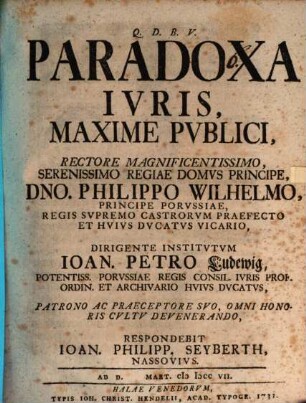 Q. D. B. V.
PARADOXA
IVRIS,
MAXIME PVBLICI,
RECTORE MAGNIFICENTISSIMO,
SERENISSIMO REGIAE DOMVS PRINCIPE,
DNO. PHILIPPO WILHELMO,
PRINCIPE PORVSSIAE,
REGIS SVPREMO CASTRORVM PRAEFECTO
ET HVIVS DVCATVS VICARIO,
DIRIGENTE INSTITVTVM
IOAN. PETRO Ludewig,
POTENTISS. PORVSSIAE REGIS CONSIL. IVRIS PROF.
ORDIN. ET ARCHIVARIO HVIVS DVCATVS,
PATRONO AC PRAECEPTORE SVO, OMNI HONO-
RIS CVLTV DEVENERANDO,
RESPONDEBIT
IOAN. PHILIPP. SEYBERTH,
NASSOVIVS.
AD D. MART. cIↄ Iↄcc VII.
HALAE VENEDORVM,
TYPIS IOH. CHRIST. HENDELII, ACAD. TYPOGR. 1731.